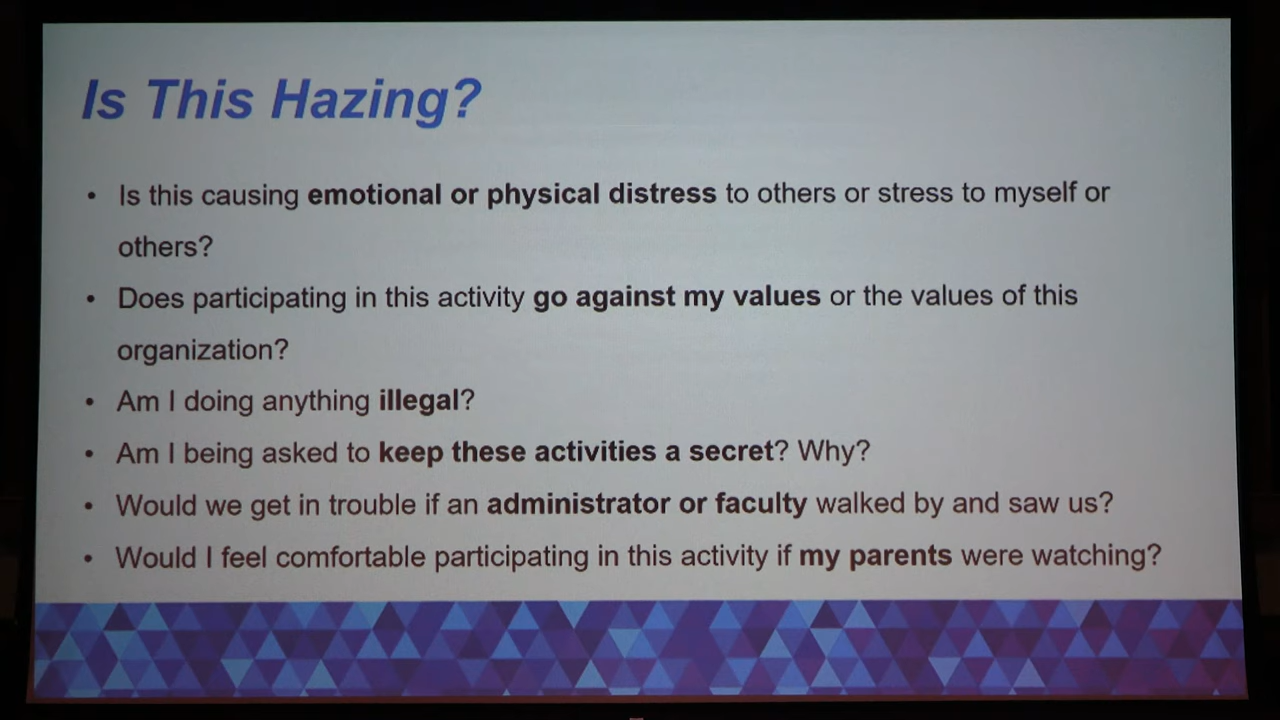 Is This Hazing?
• Is this causing emotional or physical distress to others or stress to myself or
others?
• Does participating in this activity go against my values or the values of this
organization?
• Am I doing anything illegal?
• Am I being asked to keep these activities a secret? Why?
• Would we get in trouble if an administrator or faculty walked by and saw us?
• Would I feel comfortable participating in this activity if my parents were watching?